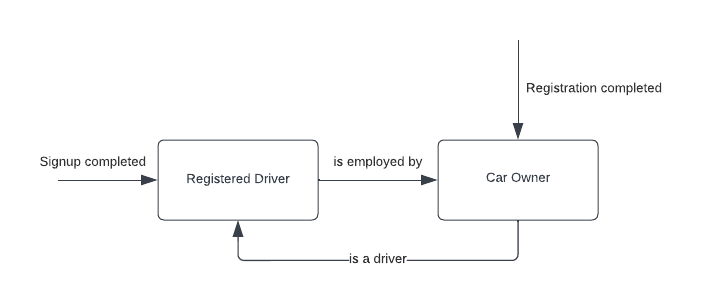 Registration completed
Signup completed
is employed by
Registered Driver
Car Owner
is a driver